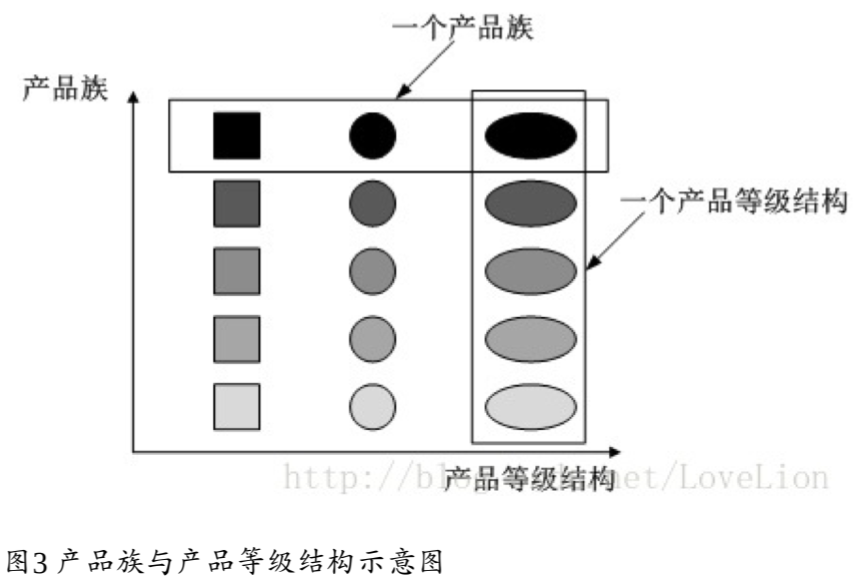 一个产品族
产品族
一个产品等级结构
产品等级结构
http://blog. .net/LoveLion
图3 产品族与产品等级结构示意图